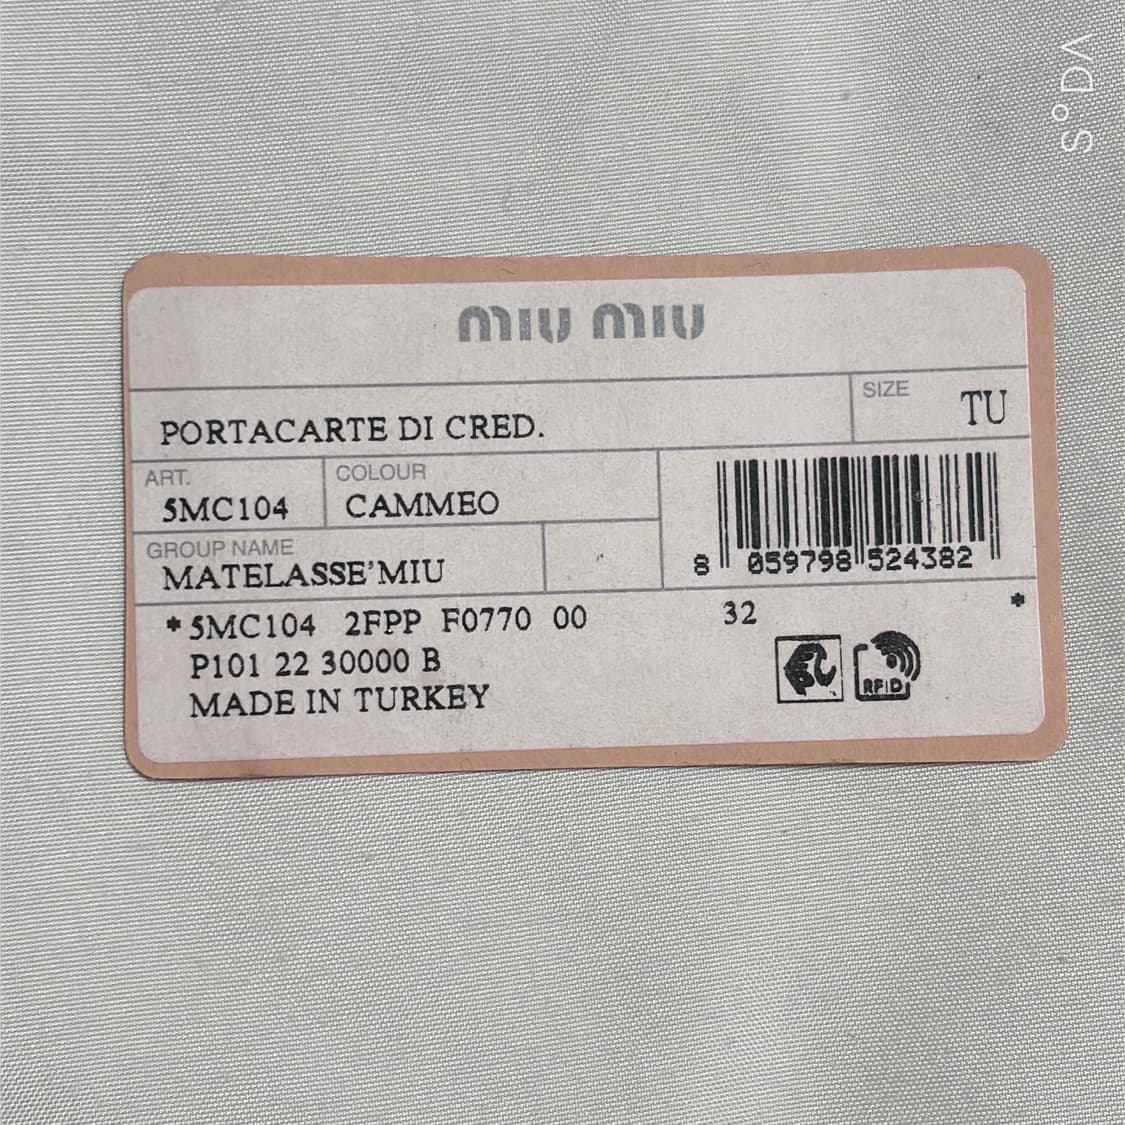 MIU MIU
PORTACARTE DI CRED.
SIZE
TU
ART.
5MC104
COLOUR
CAMMEO
GROUP NAME
MATELASSE'MIU
8 059798 524382
*5MC104 2FPP F0770 00 32 *
P101 22 30000 B
MADE IN TURKEY
RFID
SODA